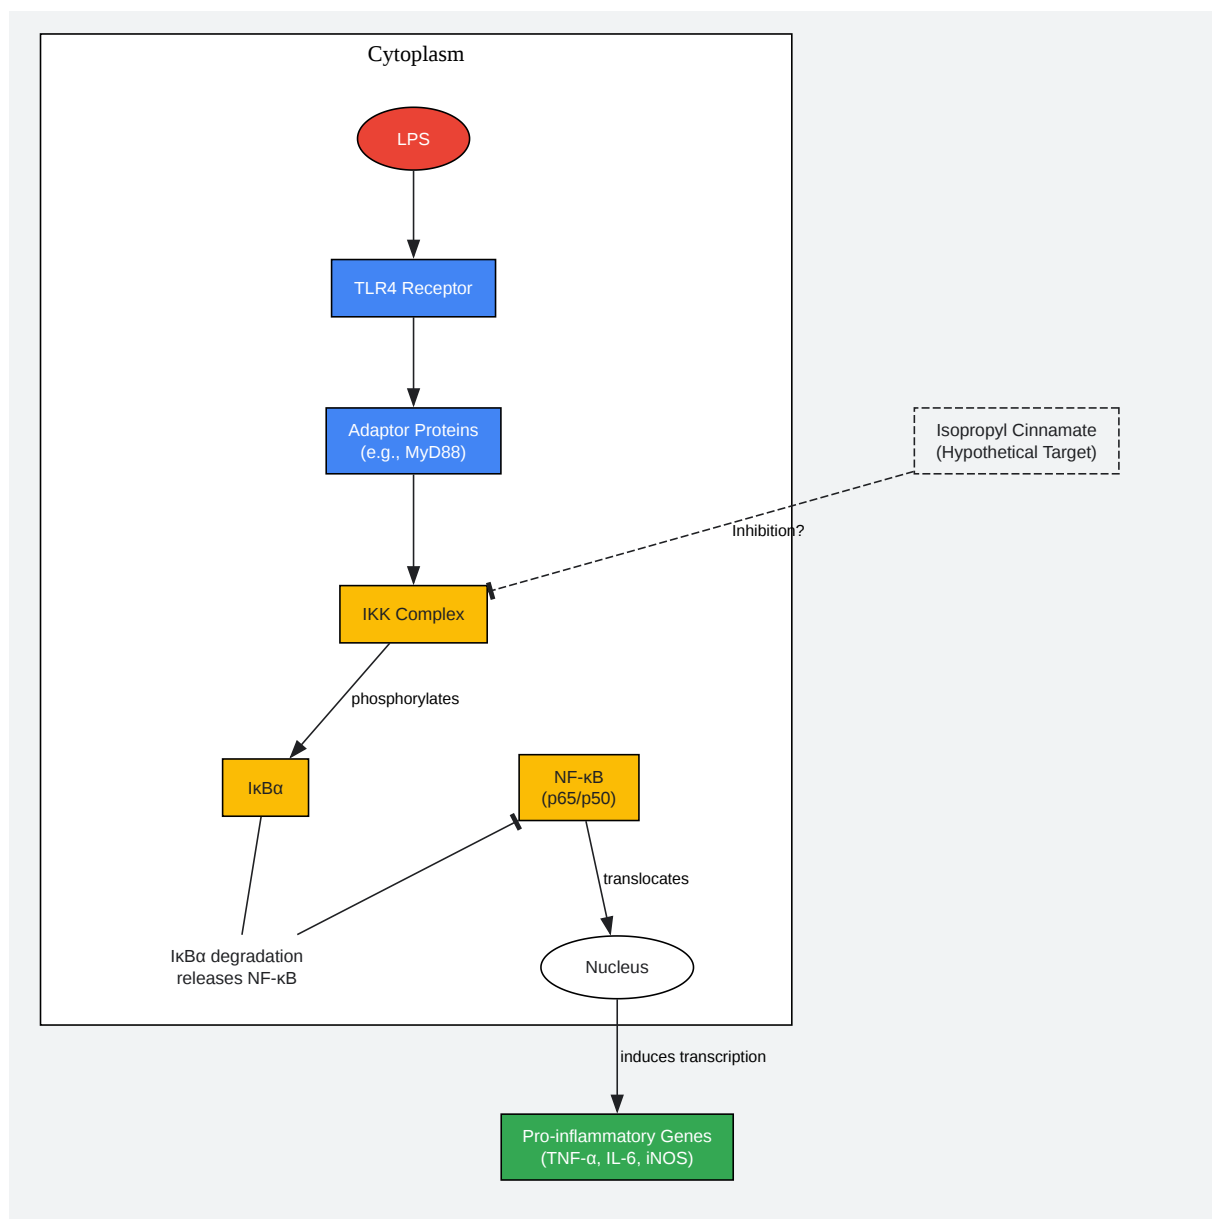 Cytoplasm
LPS
TLR4 Receptor
Adaptor Proteins
(e.g., MyD88)
Isopropyl Cinnamate
(Hypothetical Target)
Inhibition?
IKK Complex
phosphorylates
IκBα
NF-κB
(p65/p50)
translocates
IκBα degradation
releases NF-κB
Nucleus
induces transcription
Pro-inflammatory Genes
(TNF-α, IL-6, iNOS)